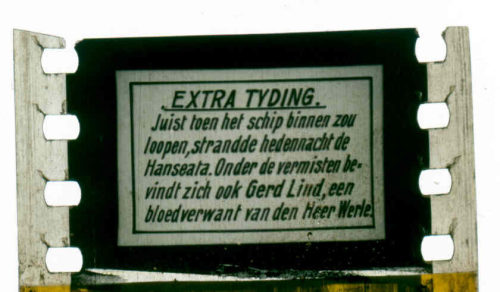 EXTRA TYDING.
Juist toen het schip binnen zou
loopen, strandde hedennacht de
Hanseata. Onder de vermisten be-
vindt zich ook Gerd Lind, een
bloedverwant van den Heer Werle.